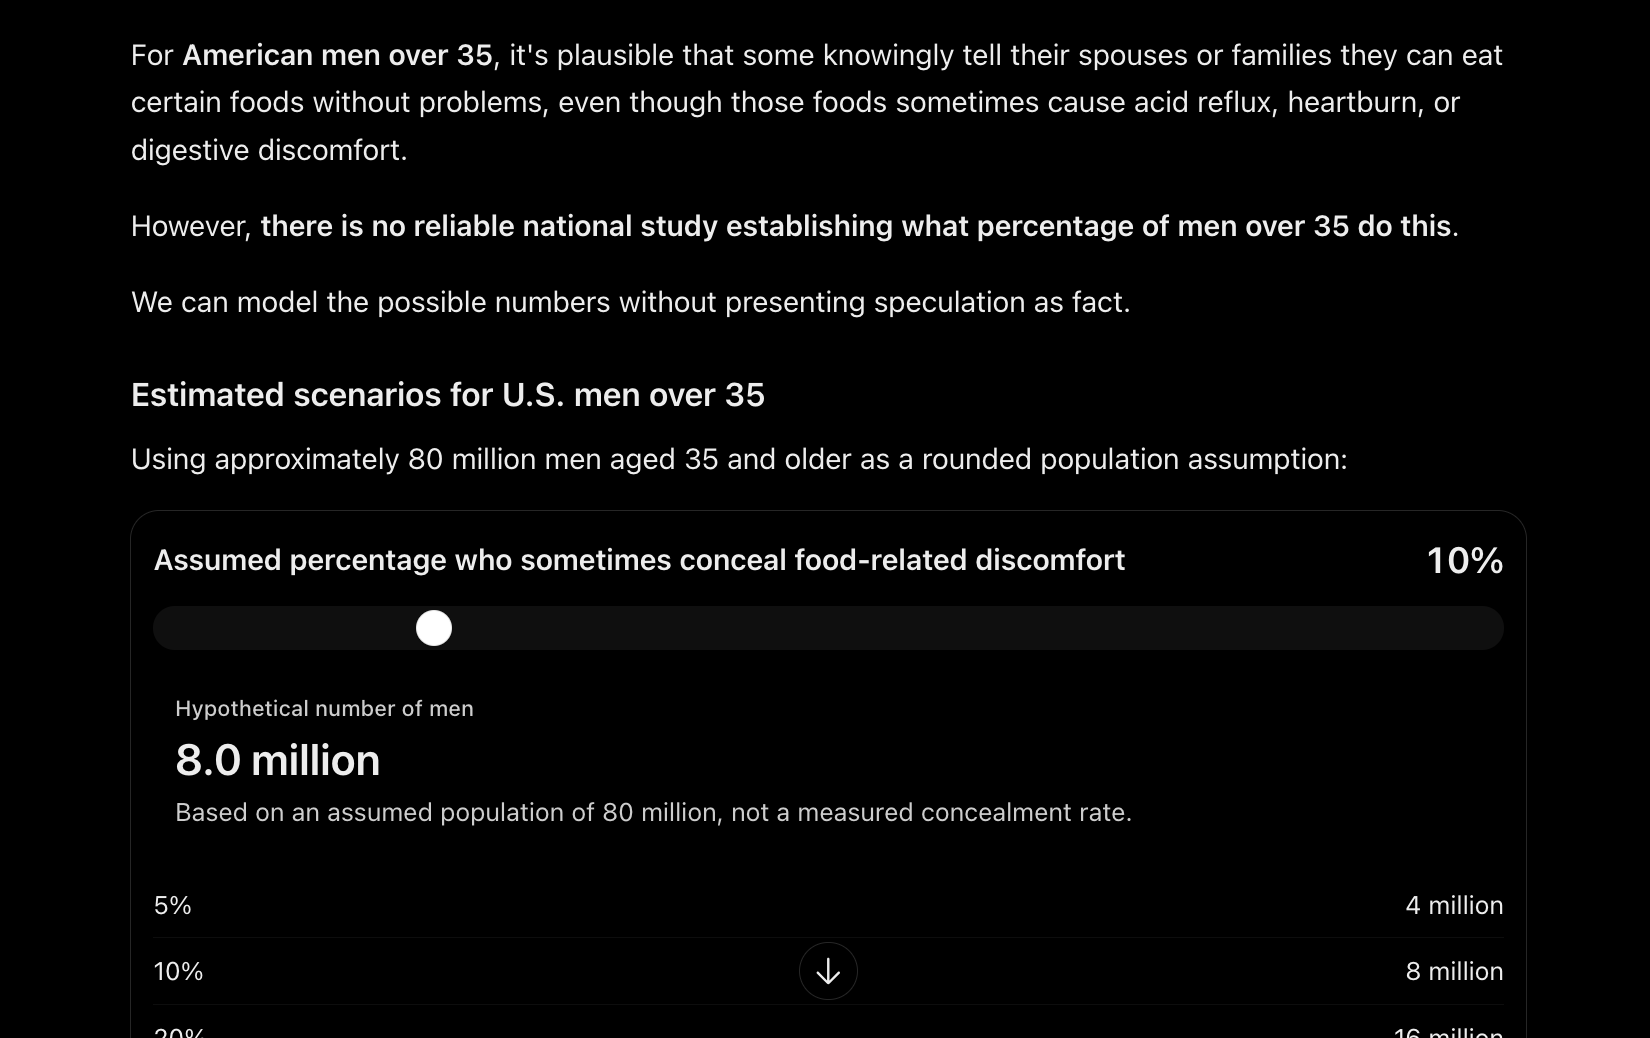 For American men over 35, it's plausible that some knowingly tell their spouses or families they can eat
certain foods without problems, even though those foods sometimes cause acid reflux, heartburn, or
digestive discomfort.
However, there is no reliable national study establishing what percentage of men over 35 do this.
We can model the possible numbers without presenting speculation as fact.
Estimated scenarios for U.S. men over 35
Using approximately 80 million men aged 35 and older as a rounded population assumption:
Assumed percentage who sometimes conceal food-related discomfort 10%
Hypothetical number of men
8.0 million
Based on an assumed population of 80 million, not a measured concealment rate.
5% 4 million
10% 8 million
20% 16 million